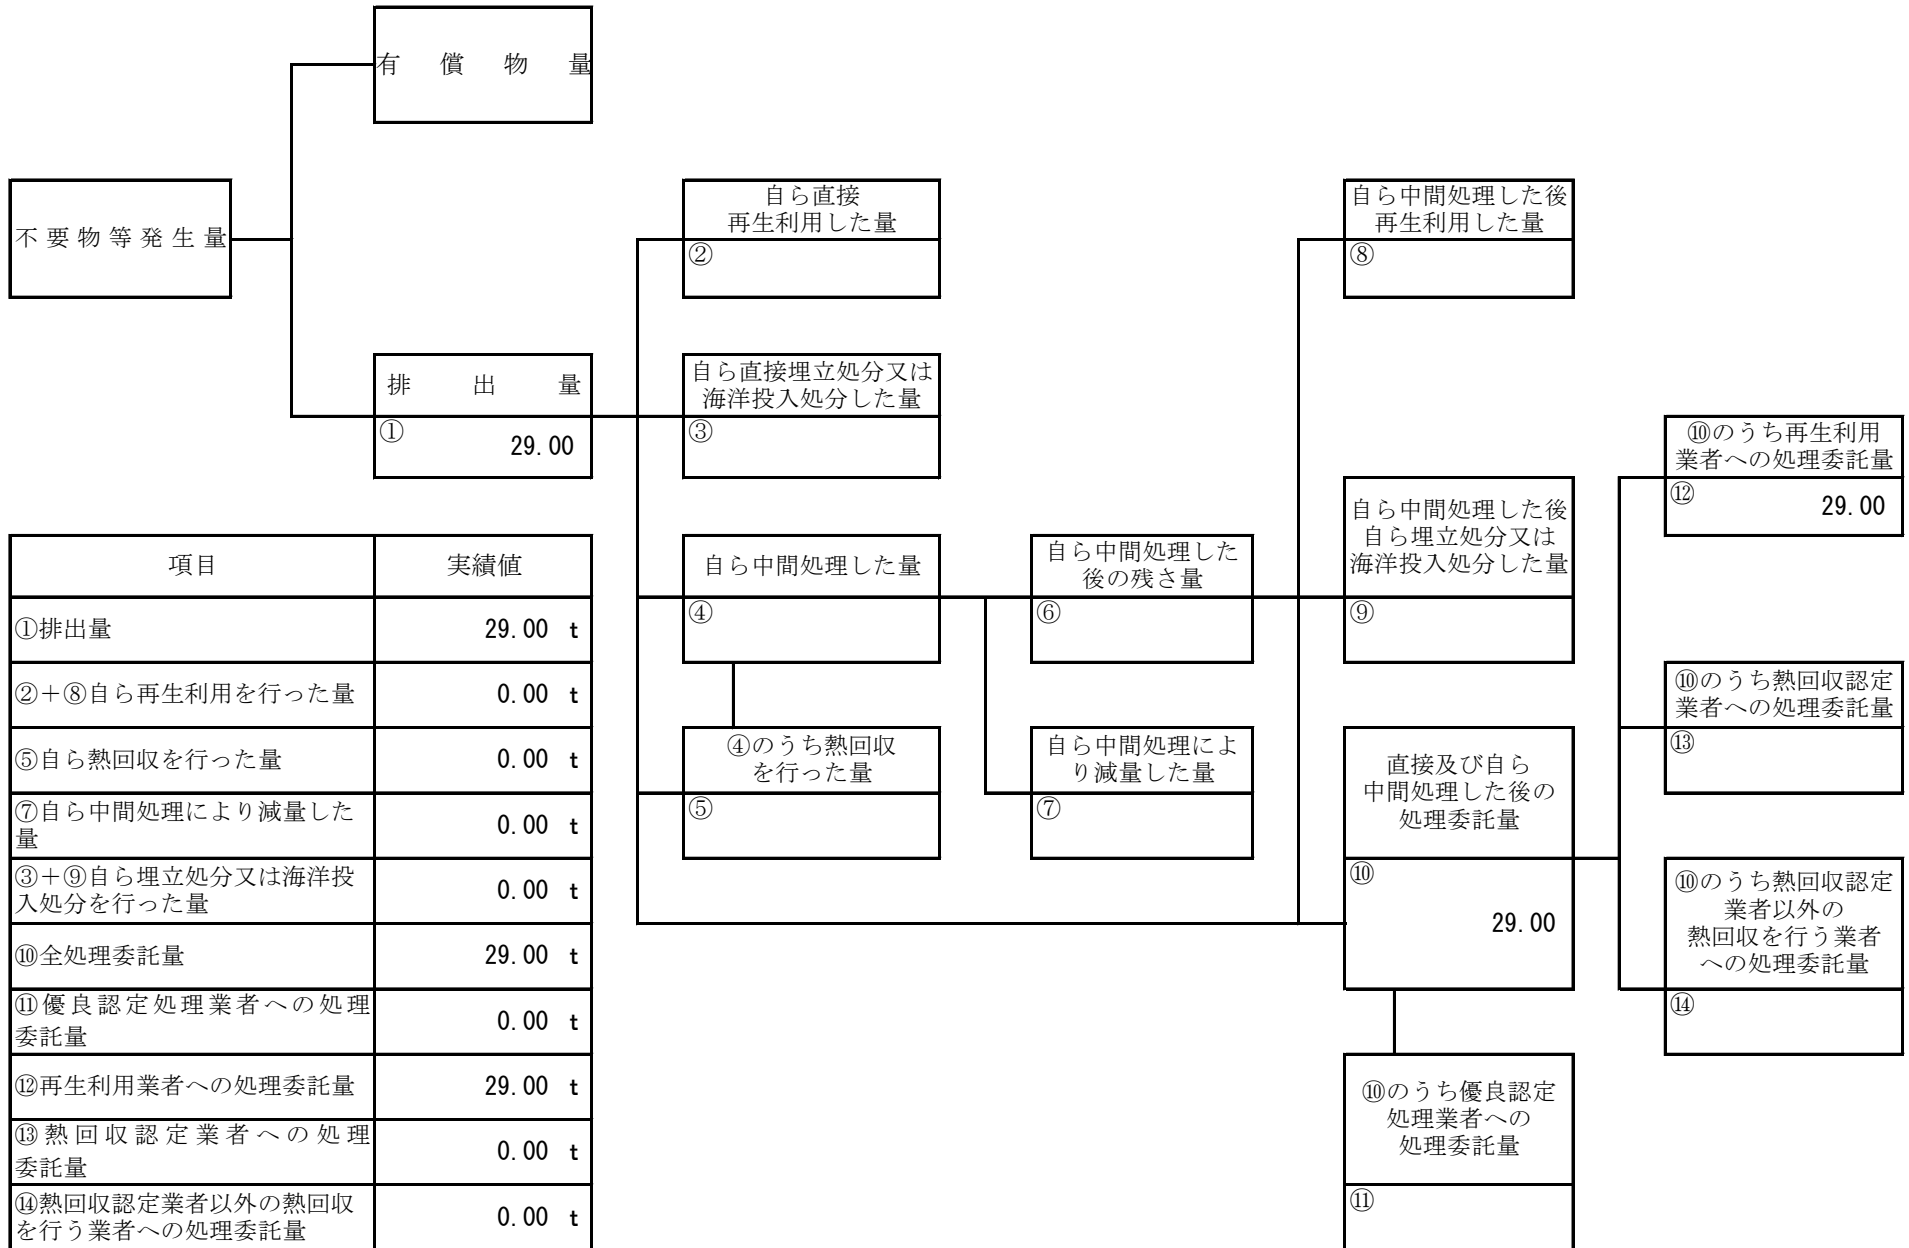 有償物量
不要物等発生量
排出量
①
29.00
自ら直接
再生利用した量
②
自ら直接埋立処分又は
海洋投入処分した量
③
自ら中間処理した量
④
④のうち熱回収
を行った量
⑤
自ら中間処理した
後の残さ量
⑥
自ら中間処理によ
り減量した量
⑦
自ら中間処理した後
再生利用した量
⑧
自ら中間処理した後
自ら埋立処分又は
海洋投入処分した量
⑨
直接及び自ら
中間処理した後の
処理委託量
⑩
29.00
⑩のうち優良認定
処理業者への
処理委託量
⑪
⑩のうち再生利用
業者への処理委託量
⑫
29.00
⑩のうち熱回収認定
業者への処理委託量
⑬
⑩のうち熱回収認定
業者以外の
熱回収を行う業者
への処理委託量
⑭
項目 実績値
①排出量 29.00 t
②+⑧自ら再生利用を行った量 0.00 t
⑤自ら熱回収を行った量 0.00 t
⑦自ら中間処理により減量した
量 0.00 t
③+⑨自ら埋立処分又は海洋投
入処分を行った量 0.00 t
⑩全処理委託量 29.00 t
⑪優良認定処理業者への処理
委託量 0.00 t
⑫再生利用業者への処理委託量 29.00 t
⑬熱回収認定業者への処理
委託量 0.00 t
⑭熱回収認定業者以外の熱回収
を行う業者への処理委託量 0.00 t